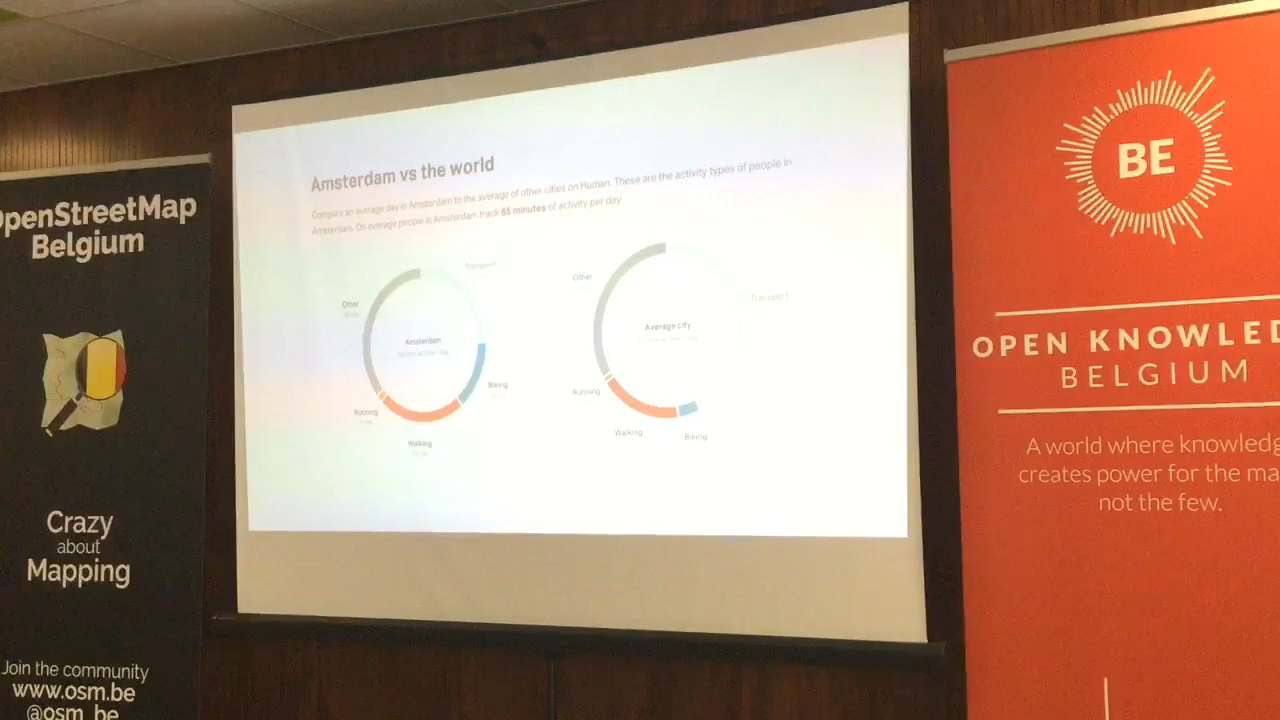 OpenStreetMap
Belgium
Crazy
about
Mapping
Join the community
www.osm.be
@osm_be
Amsterdam vs the world
Compare an average day in Amsterdam to the average of other cities on Human. These are the activity types of people in
Amsterdam. On average people in Amsterdam track 65 minutes of activity per day
Transport
Other
Amsterdam
Biking
Running
Walking
Other
Transport
Average city
Running
Walking
Biking
BE
OPEN KNOWLED
BELGIUM
A world where knowledg
creates power for the ma
not the few.